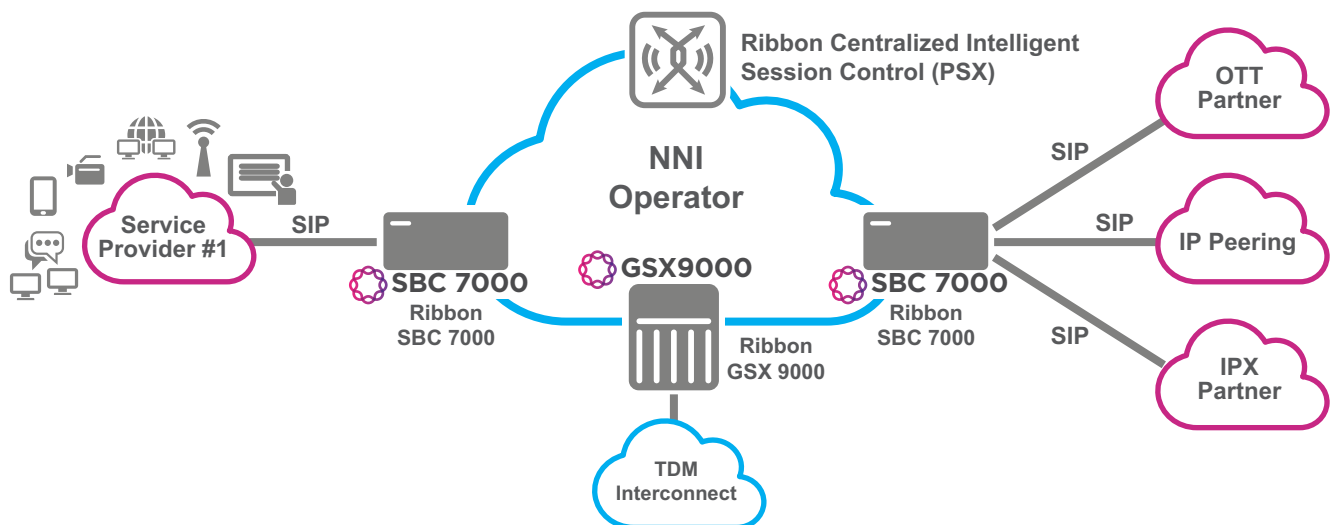 Ribbon Centralized Intelligent
Session Control (PSX)
OTT
Partner
NNI
Operator
SIP
Service
Provider #1
SIP
SIP
IP Peering
GSX9000
SBC 7000
Ribbon
SBC 7000
SBC 7000
Ribbon
SBC 7000
Ribbon
GSX 9000
SIP
IPX
Partner
TDM
Interconnect